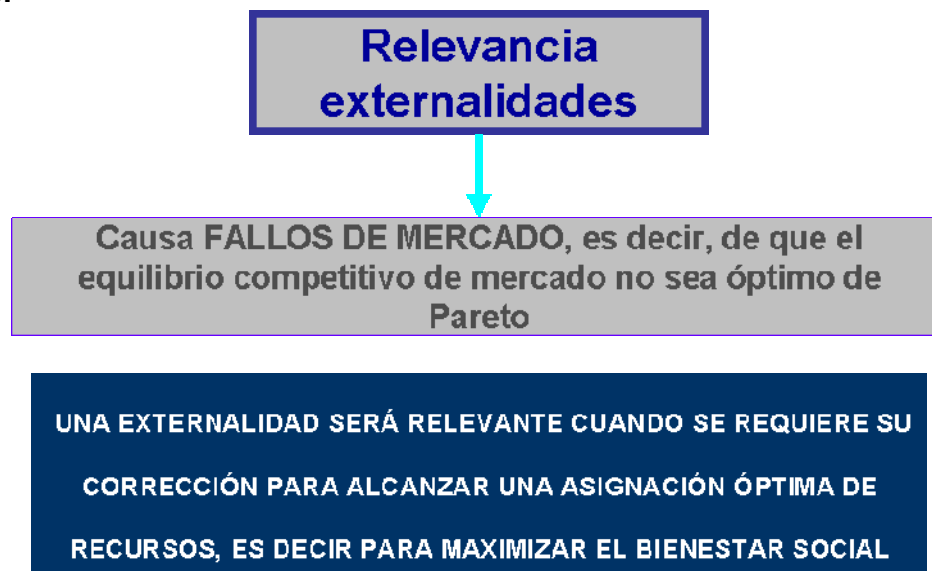 Relevancia
externalidades
Causa FALLOS DE MERCADO, es decir, de que el
equilibrio competitivo de mercado no sea óptimo de
Pareto
UNA EXTERNALIDAD SERÁ RELEVANTE CUANDO SE REQUIERE SU
CORRECCIÓN PARA ALCANZAR UNA ASIGNACIÓN ÓPTIMA DE
RECURSOS, ES DECIR PARA MAXIMIZAR EL BIENESTAR SOCIAL